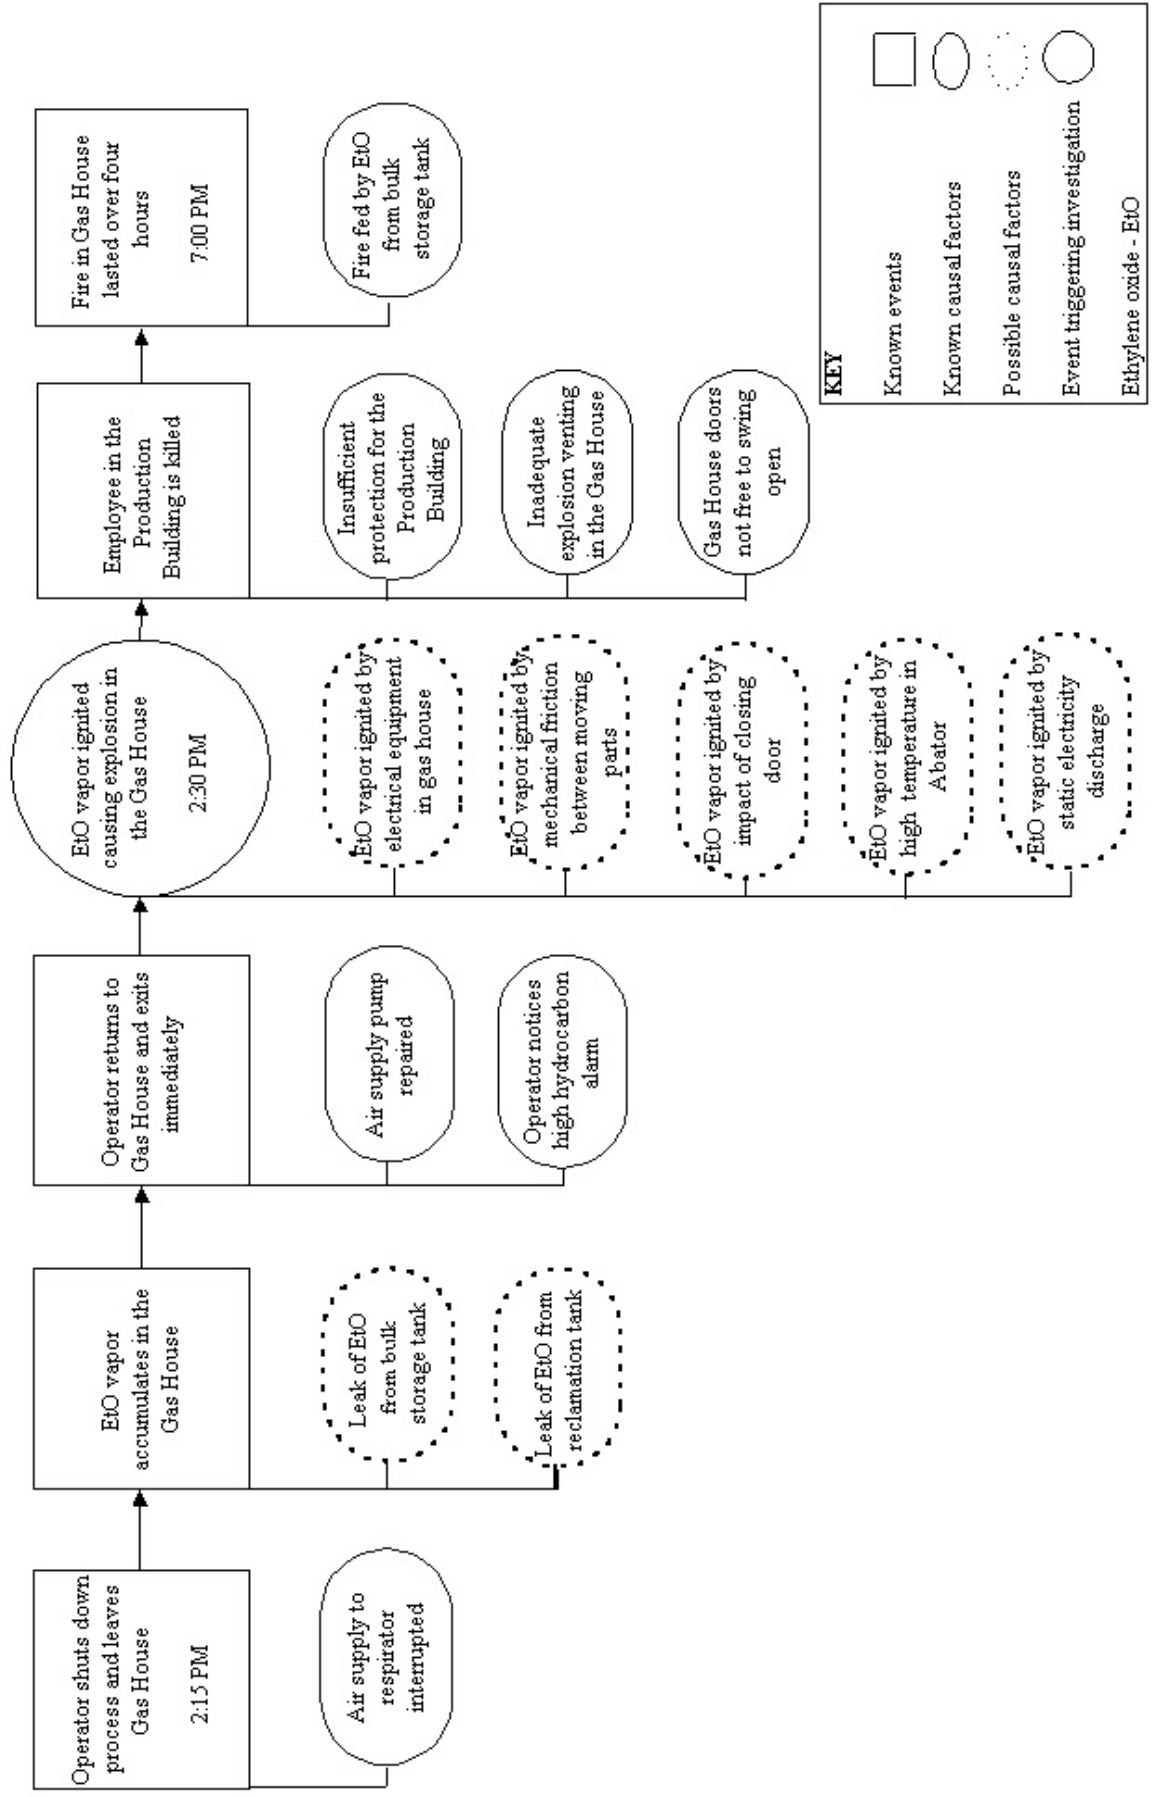 Operator shuts down
process and leaves
Gas House
2:15 PM
Air supply to
respirator
interrupted
EtO vapor
accumulates in the
Gas House
Leak of EtO
from bulk
storage tank
Leak of EtO from
reclamation tank
Operator returns to
Gas House and exits
immediately
Air supply pump
repaired
Operator notices
high hydrocarbon
alarm
EtO vapor ignited
causing explosion in
the Gas House
2:30 PM
EtO vapor ignited by
electrical equipment
in gas house
EtO vapor ignited by
mechanical friction
between moving
parts
EtO vapor ignited by
impact of closing
door
EtO vapor ignited by
high temperature in
Abator
EtO vapor ignited by
static electricity
discharge
Employee in the
Production
Building is killed
Insufficient
protection for the
Production
Building
Inadequate
explosion venting
in the Gas House
Gas House doors
not free to swing
open
Fire in Gas House
lasted over four
hours
7:00 PM
Fire fed by EtO
from bulk
storage tank
KEY
Known events
Known causal factors
Possible causal factors
Event triggering investigation
Ethylene oxide - EtO